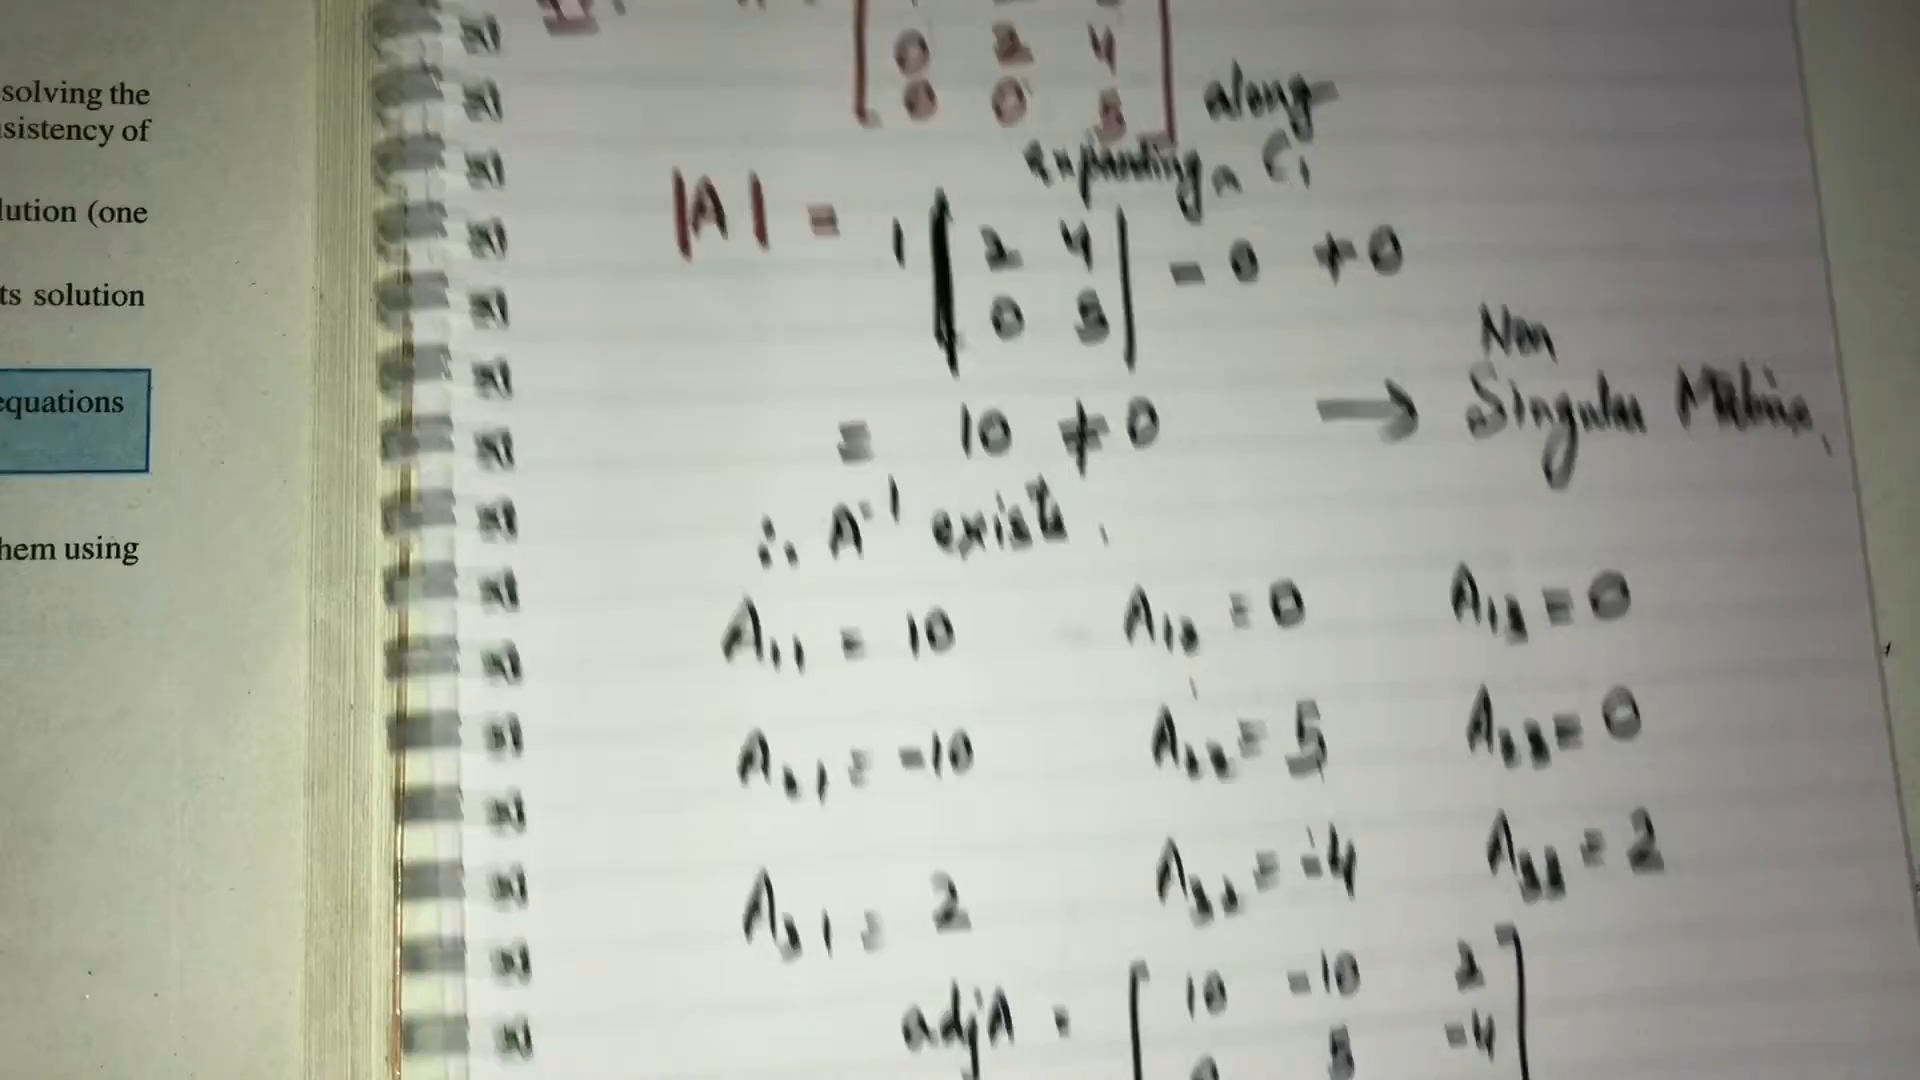 solving the
sistency of
lution (one
ts solution
equations
hem using
0 2 4
0 0 5
along
expanding C₁
|A| = 1 | 2 4 | - 0 + 0
0 5
= 10 ≠ 0 → Non Singular Matrix.
∴ A⁻¹ exists.
A₁₁ = 10 A₁₂ = 0 A₁₃ = 0
A₂₁ = -10 A₂₂ = 5 A₂₃ = 0
A₃₁ = 2 A₃₂ = -4 A₃₃ = 2
adjA = 10 -10 2
0 5 -4